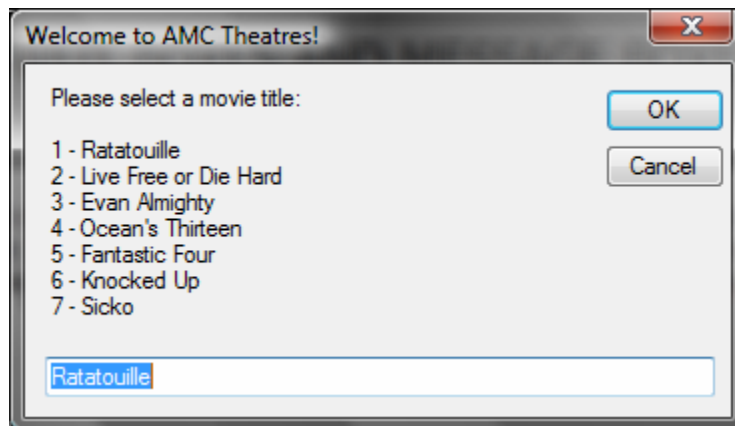 Welcome to AMC Theatres!
Please select a movie title:
OK
1 - Ratatouille
2 - Live Free or Die Hard
Cancel
3 - Evan Almighty
4 - Ocean's Thirteen
5 - Fantastic Four
6 - Knocked Up
7 - Sicko
Ratatouille